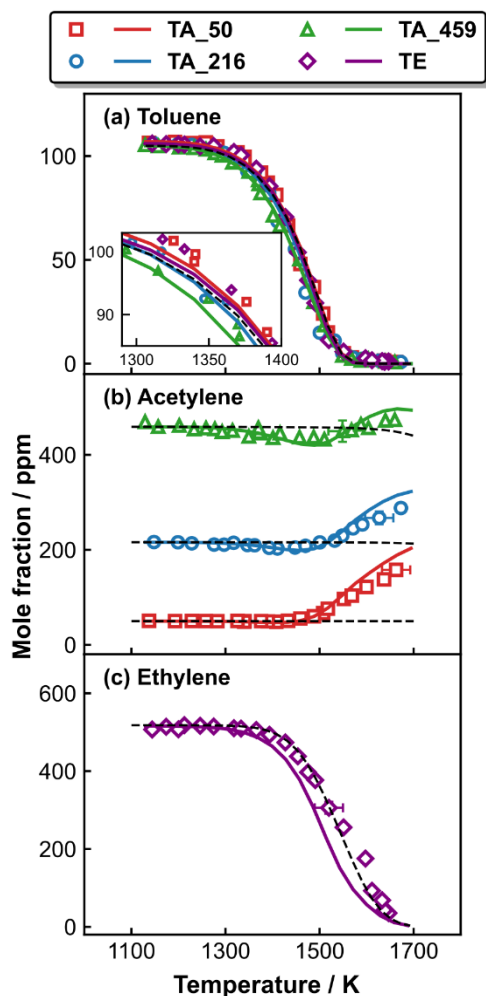 TA_50 TA_459
TA_216 TE
(a) Toluene
100
50
0
100
90
1300 1350 1400
(b) Acetylene
400
200
0
Mole fraction / ppm
(c) Ethylene
600
400
200
0
1100 1300 1500 1700
Temperature / K